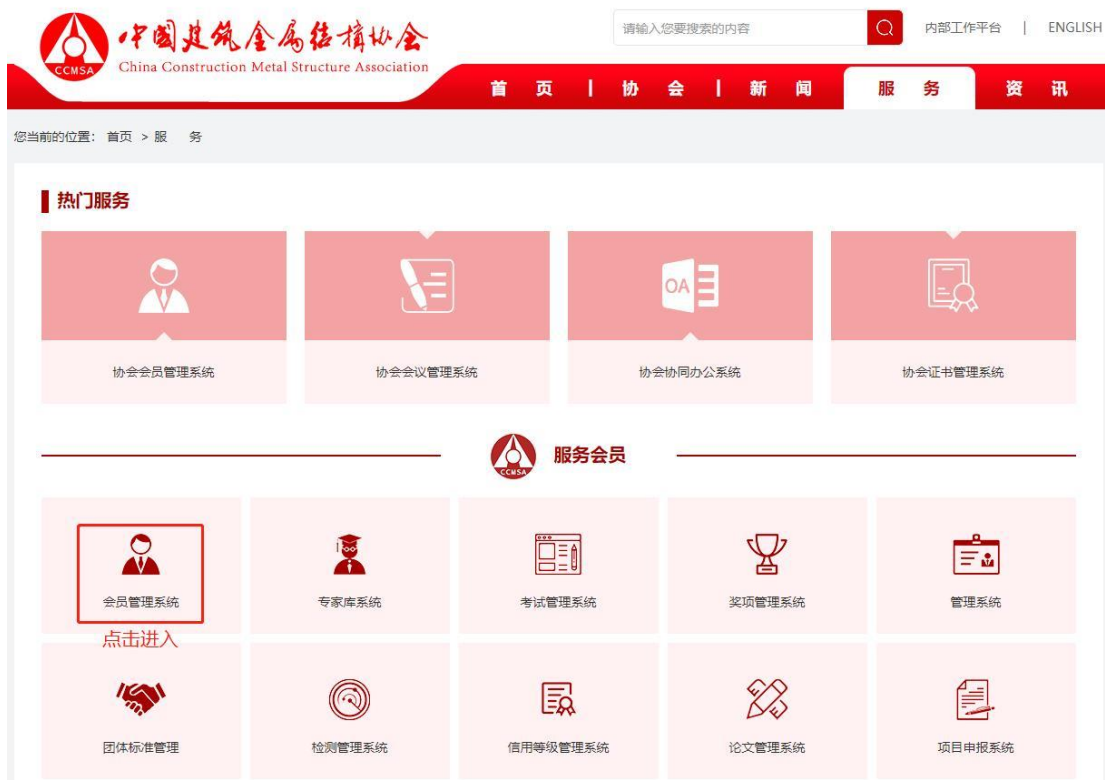 中国建筑金属结构协会
China Construction Metal Structure Association
CCMSA
请输入您要搜索的内容
内部工作平台 | ENGLISH
首 页 | 协 会 | 新 闻 服 务 资 讯
您当前的位置： 首页 > 服 务
热门服务
OA
协会会员管理系统 协会会议管理系统 协会协同办公系统 协会证书管理系统
CCMSA 服务会员
会员管理系统 专家库系统 考试管理系统 奖项管理系统 管理系统
点击进入
团体标准管理 检测管理系统 信用等级管理系统 论文管理系统 项目申报系统